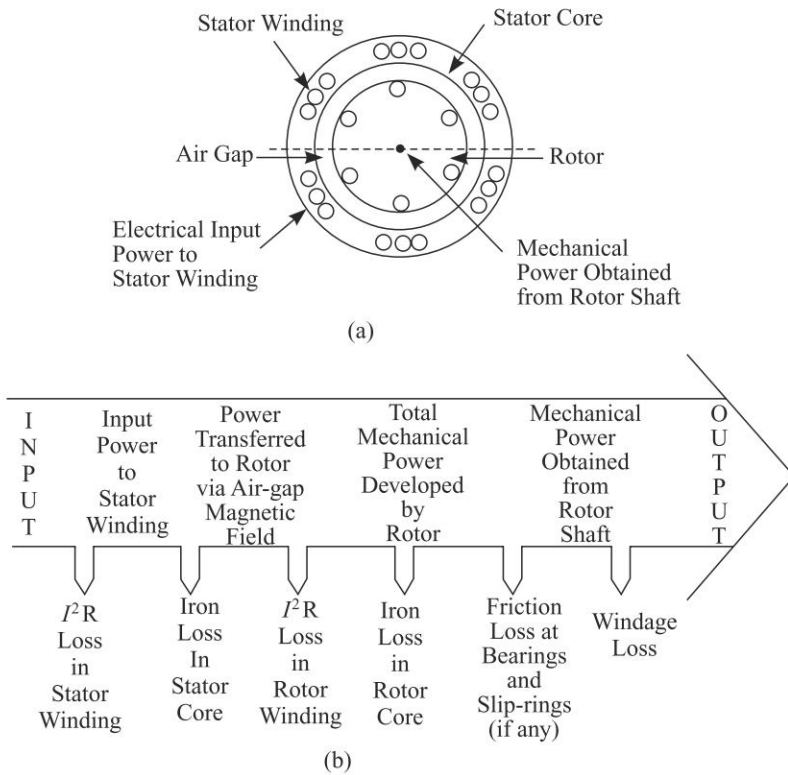 Stator Winding
Stator Core
Air Gap
Rotor
Electrical Input
Power to
Stator Winding
Mechanical
Power Obtained
from Rotor Shaft
(a)
INPUT
Input
Power
to
Stator
Winding
Power
Transferred
to Rotor
via Air-gap
Magnetic
Field
Total
Mechanical
Power
Developed
by
Rotor
Mechanical
Power
Obtained
from
Rotor
Shaft
OUTPUT
I²R
Loss
in
Stator
Winding
Iron
Loss
In
Stator
Core
I²R
Loss
in
Rotor
Winding
Iron
Loss in
Rotor
Core
Friction
Loss at
Bearings
and
Slip-rings
(if any)
Windage
Loss
(b)